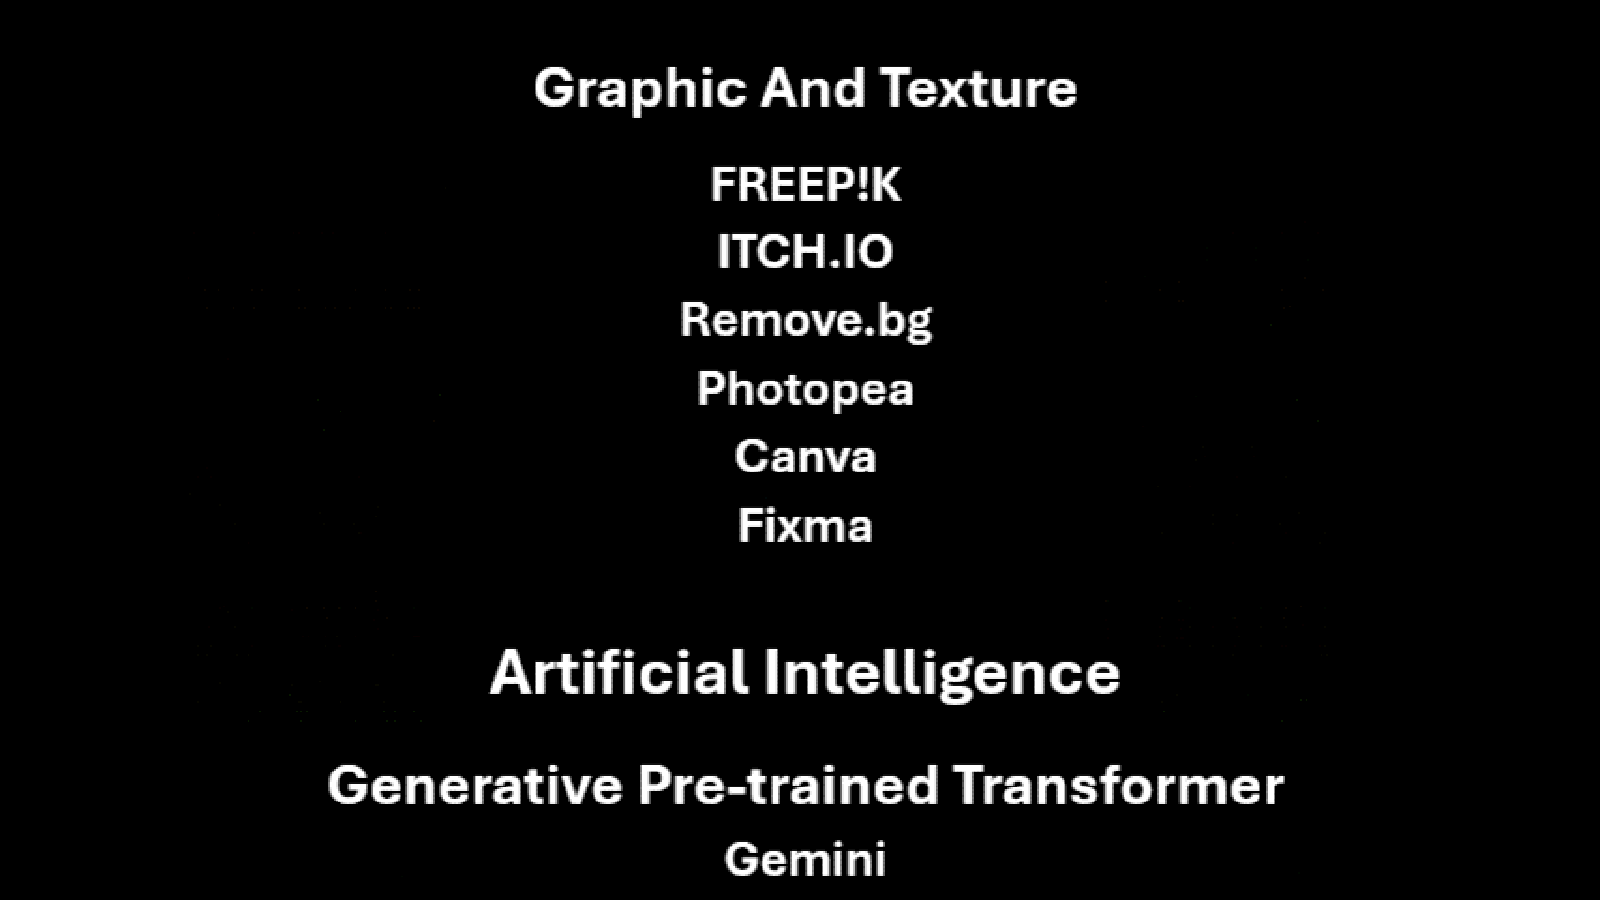 Graphic And Texture
FREEP!K
ITCH.IO
Remove.bg
Photopea
Canva
Fixma
Artificial Intelligence
Generative Pre-trained Transformer
Gemini